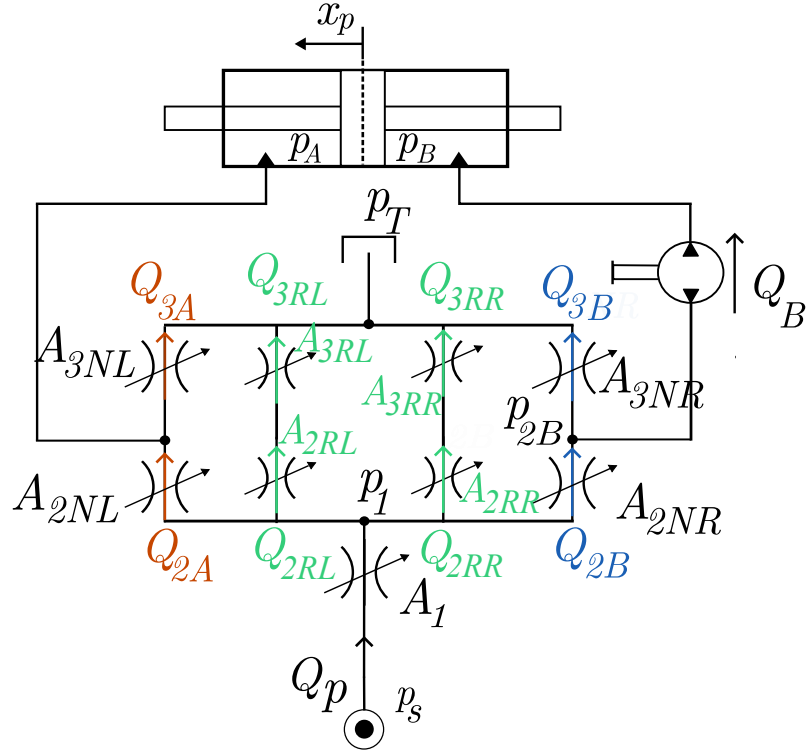 x_p
p_A p_B
p_T
Q_3A Q_3RL Q_3RR Q_3B Q_B
A_3NL A_3RL A_3RR A_3NR
p_2B
A_2NL A_2RL A_2RR A_2NR
p_1
Q_2A Q_2RL Q_2RR Q_2B
A_1
Q_p p_s